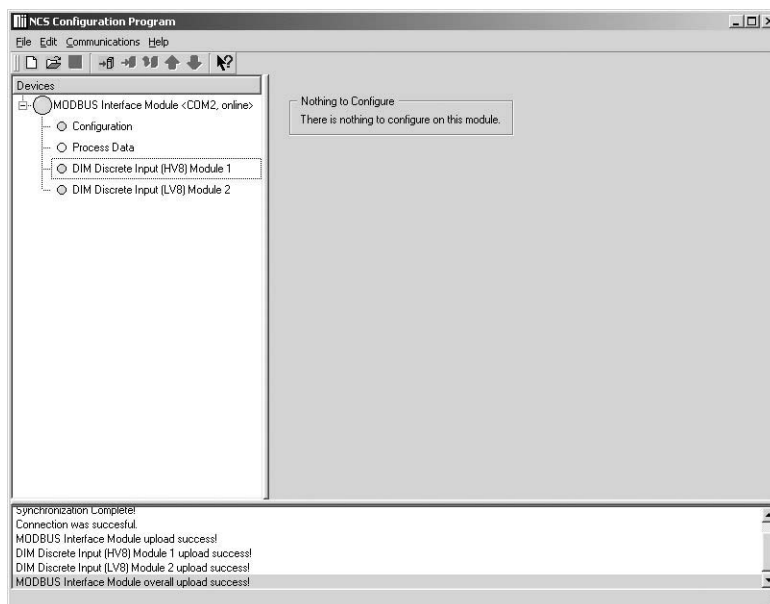 NCS Configuration Program
File Edit Communications Help
Devices
MODBUS Interface Module <COM2, online>
Configuration
Process Data
DIM Discrete Input (HV8) Module 1
DIM Discrete Input (LV8) Module 2
Nothing to Configure
There is nothing to configure on this module.
Synchronization Complete!
Connection was succesful.
MODBUS Interface Module upload success!
DIM Discrete Input (HV8) Module 1 upload success!
DIM Discrete Input (LV8) Module 2 upload success!
MODBUS Interface Module overall upload success!